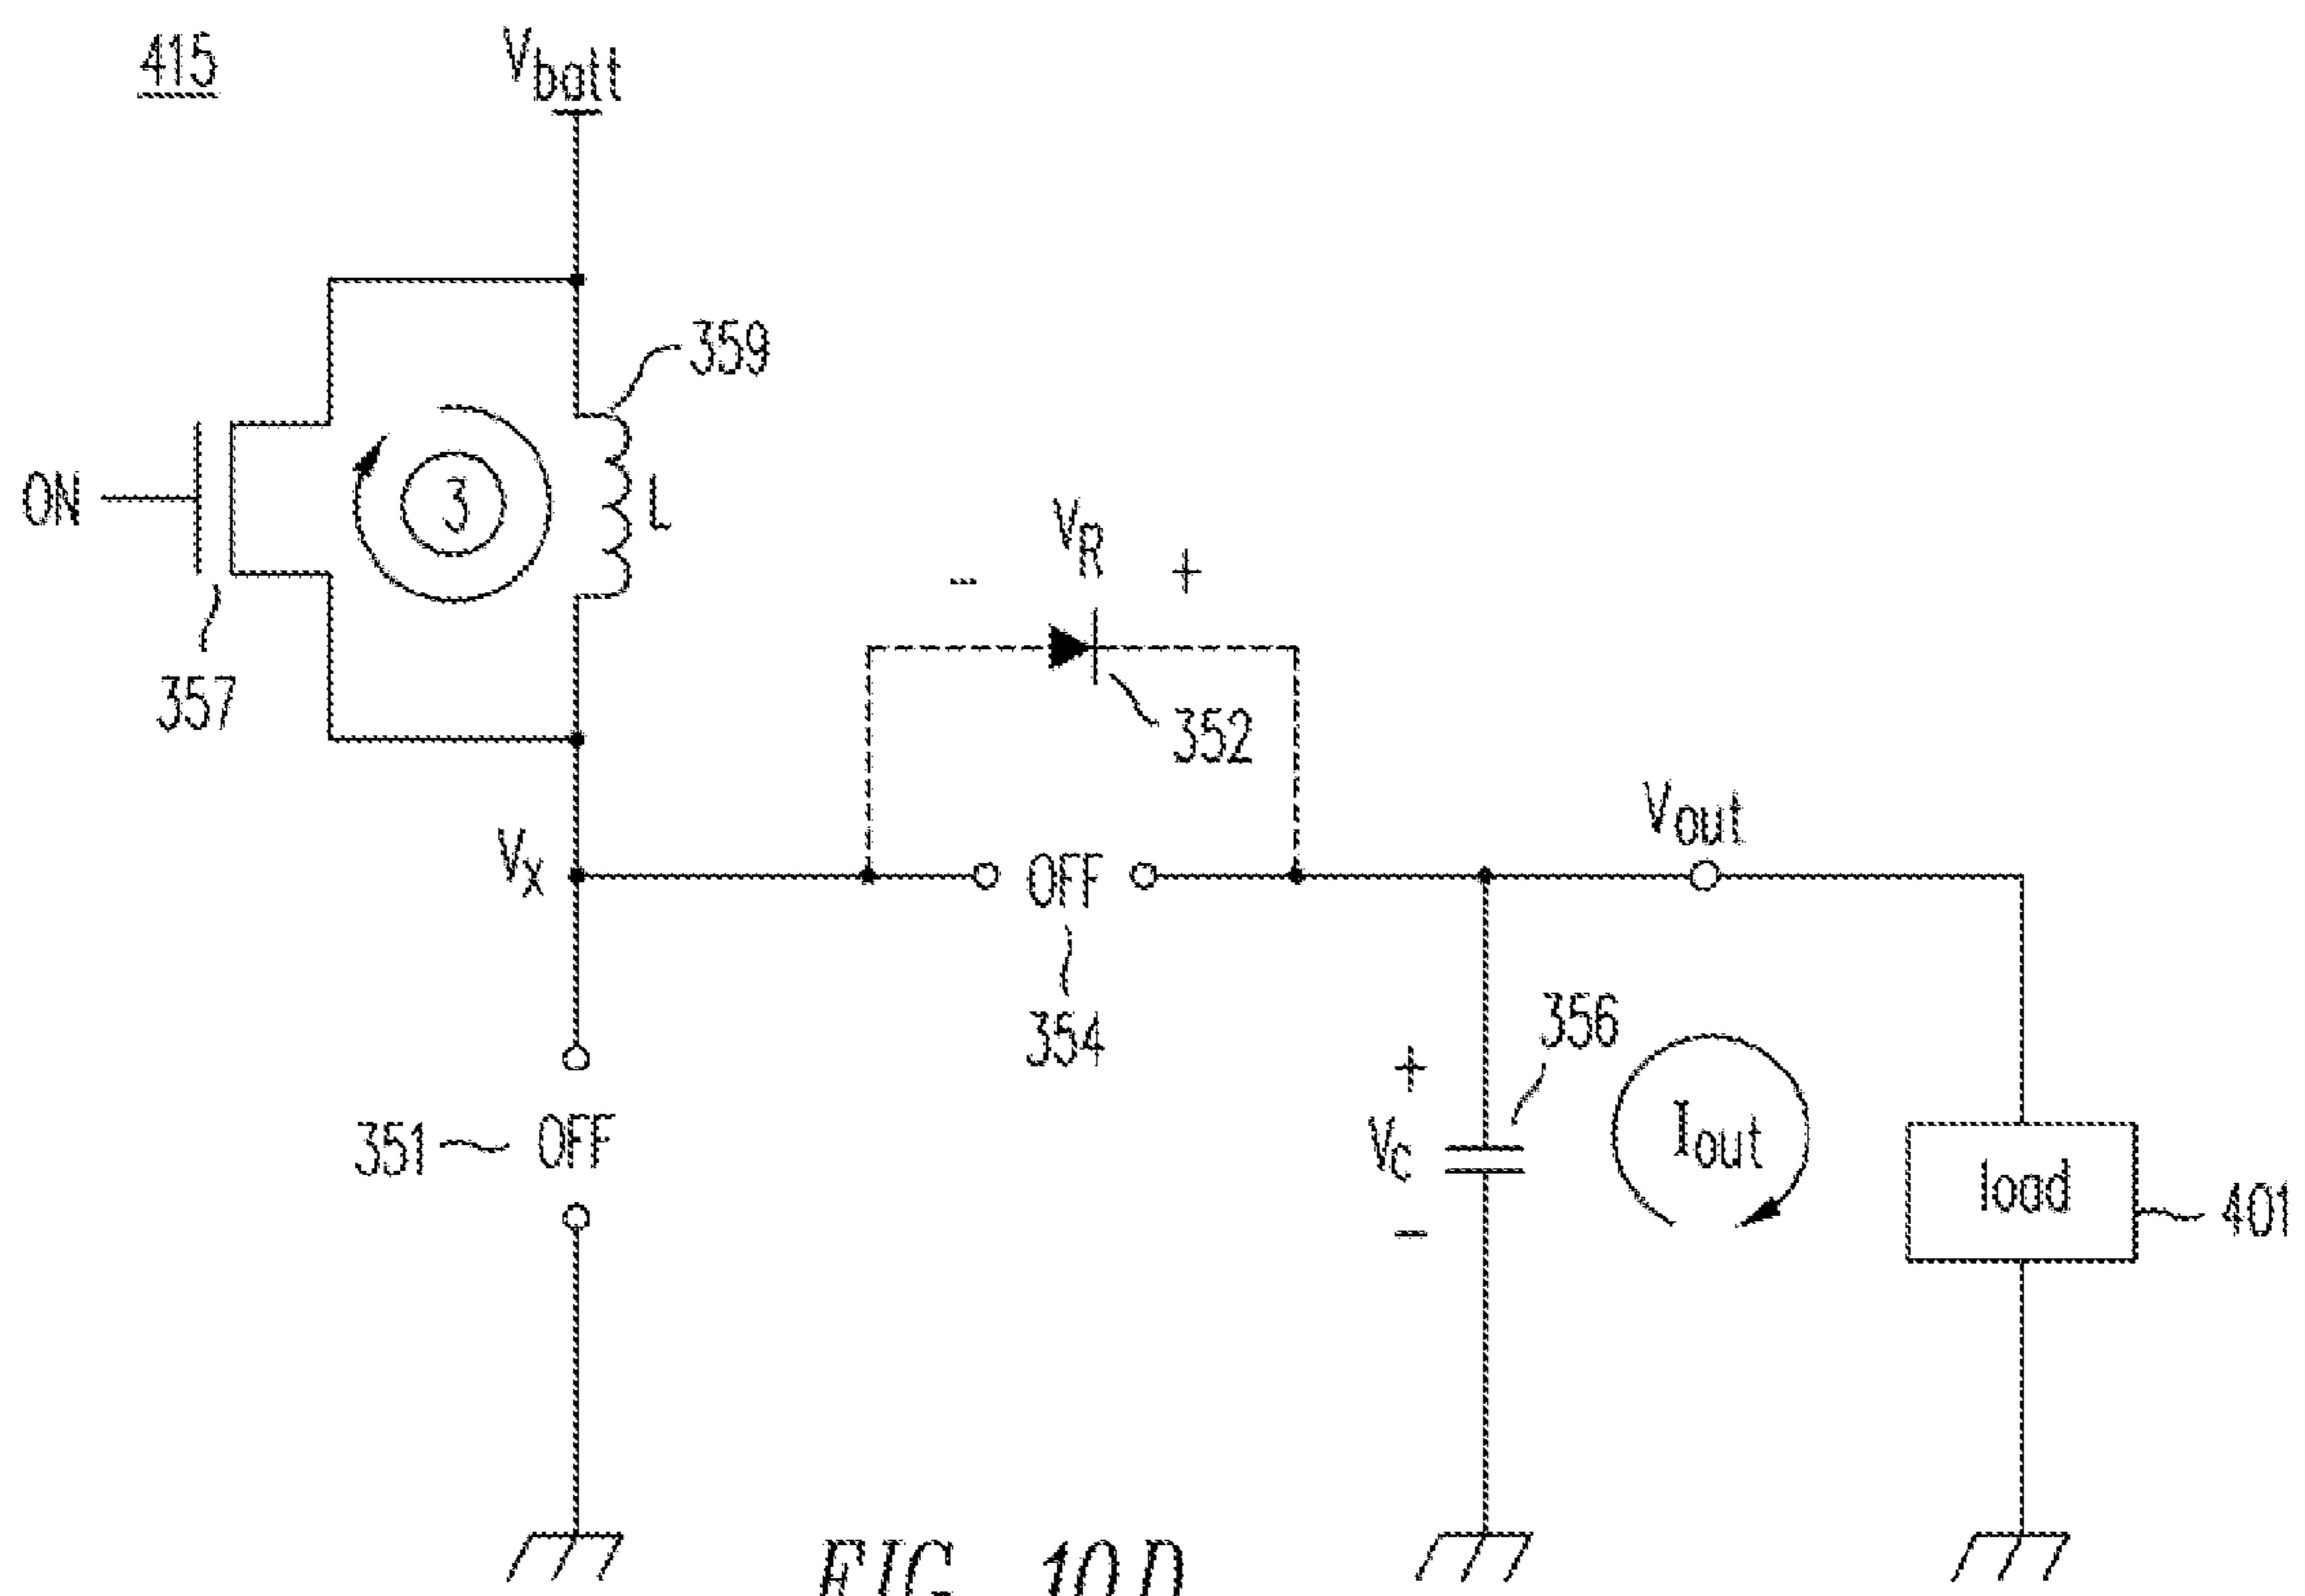 415
Vbatt
359
ON
3
L
357
VR
- +
352
Vx
OFF
354
Vout
351
OFF
356
+
Vc
-
Iout
load
401
FIG. 10D